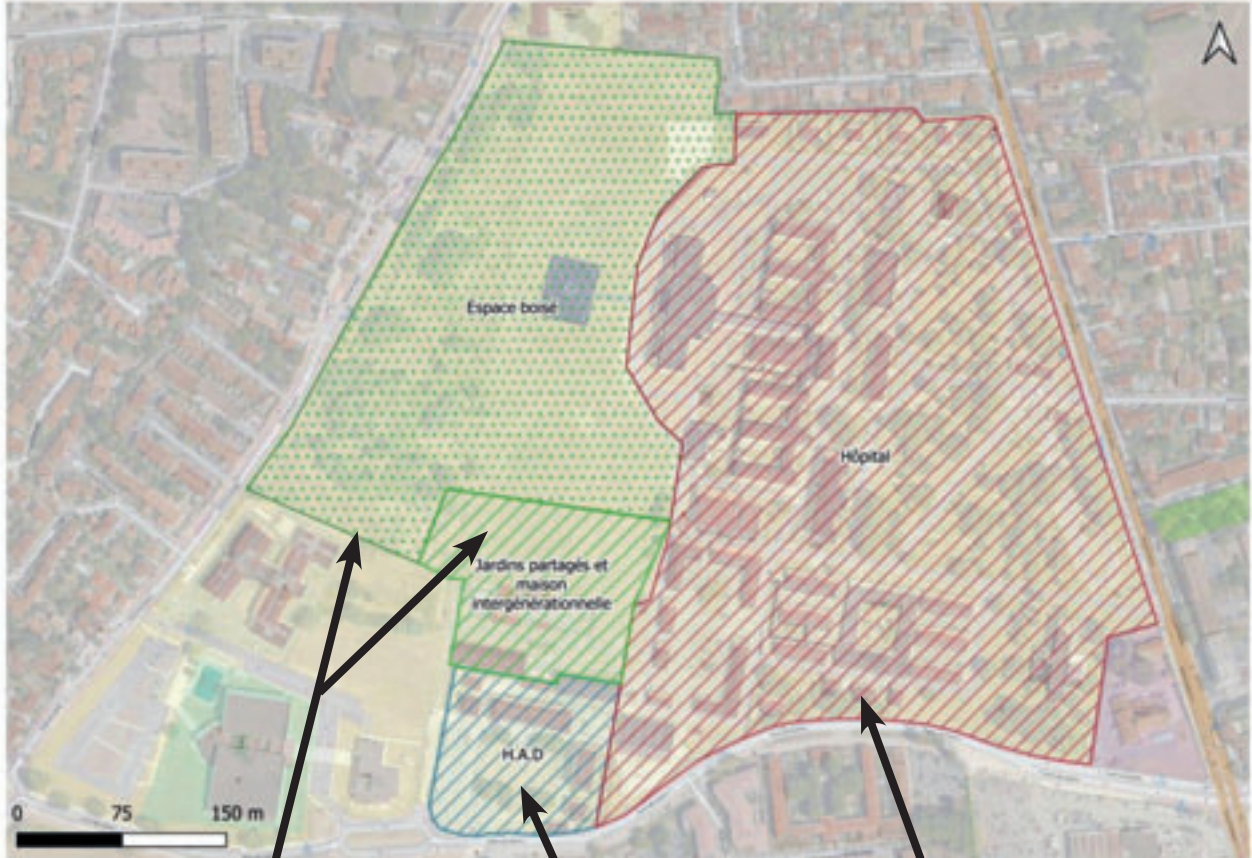 Espace boisé
Hôpital
Jardins partagés et
maison
intergénérationnelle
H.A.D
0 75 150 m